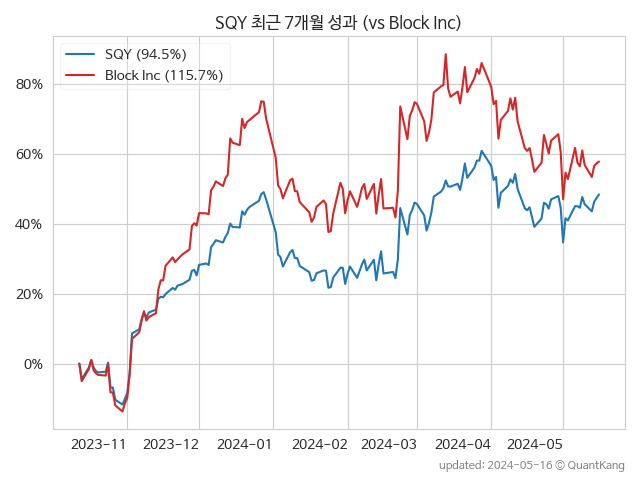 SQY 최근 7개월 성과 (vs Block Inc)
SQY (94.5%)
Block Inc (115.7%)
80%
60%
40%
20%
0%
2023-11 2023-12 2024-01 2024-02 2024-03 2024-04 2024-05
updated: 2024-05-16 © QuantKang